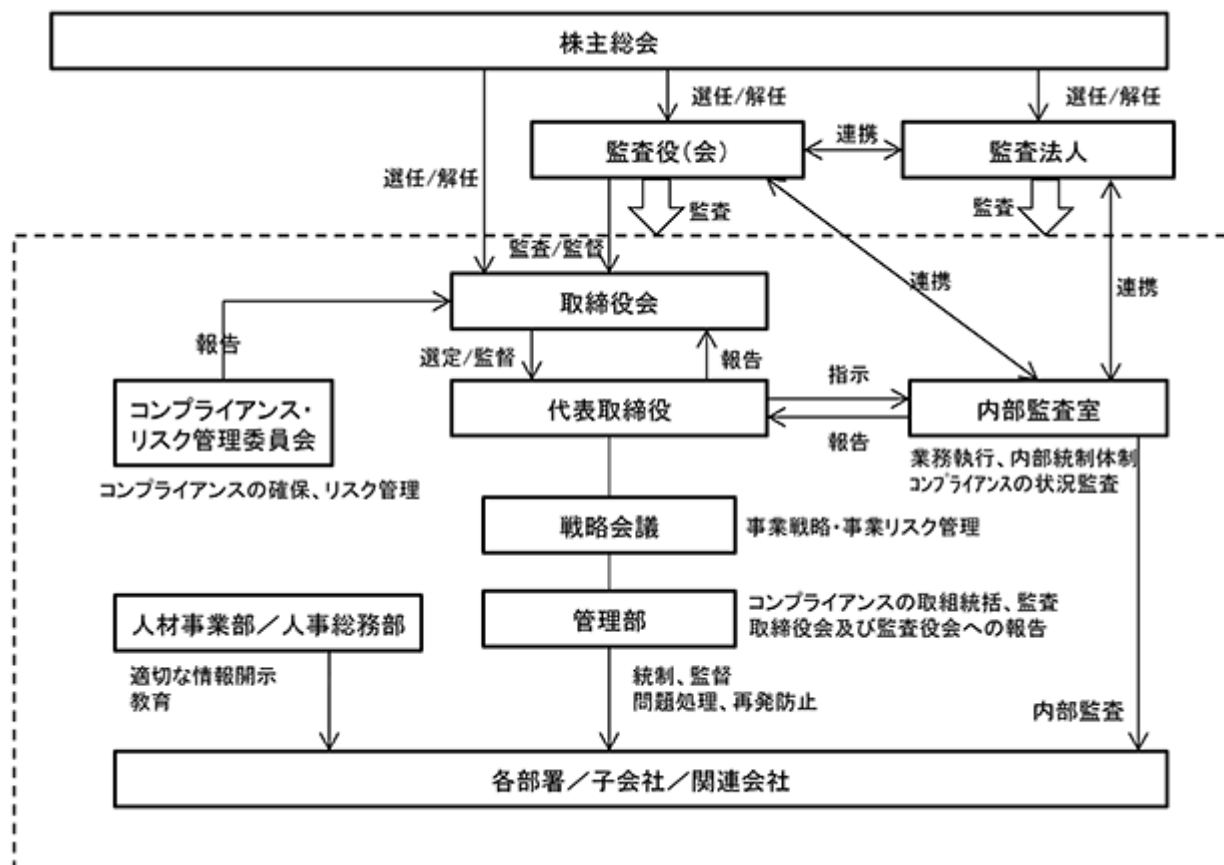 株主総会
選任/解任
選任/解任
監査役(会)
連携
監査法人
選任/解任
監査
監査
監査/監督
取締役会
連携
連携
報告
選定/監督
報告
指示
コンプライアンス・
リスク管理委員会
代表取締役
内部監査室
報告
業務執行、内部統制体制
コンプライアンスの状況監査
コンプライアンスの確保、リスク管理
戦略会議
事業戦略・事業リスク管理
人材事業部/人事総務部
管理部
コンプライアンスの取組統括、監査
取締役会及び監査役会への報告
適切な情報開示
教育
統制、監督
問題処理、再発防止
内部監査
各部署/子会社/関連会社